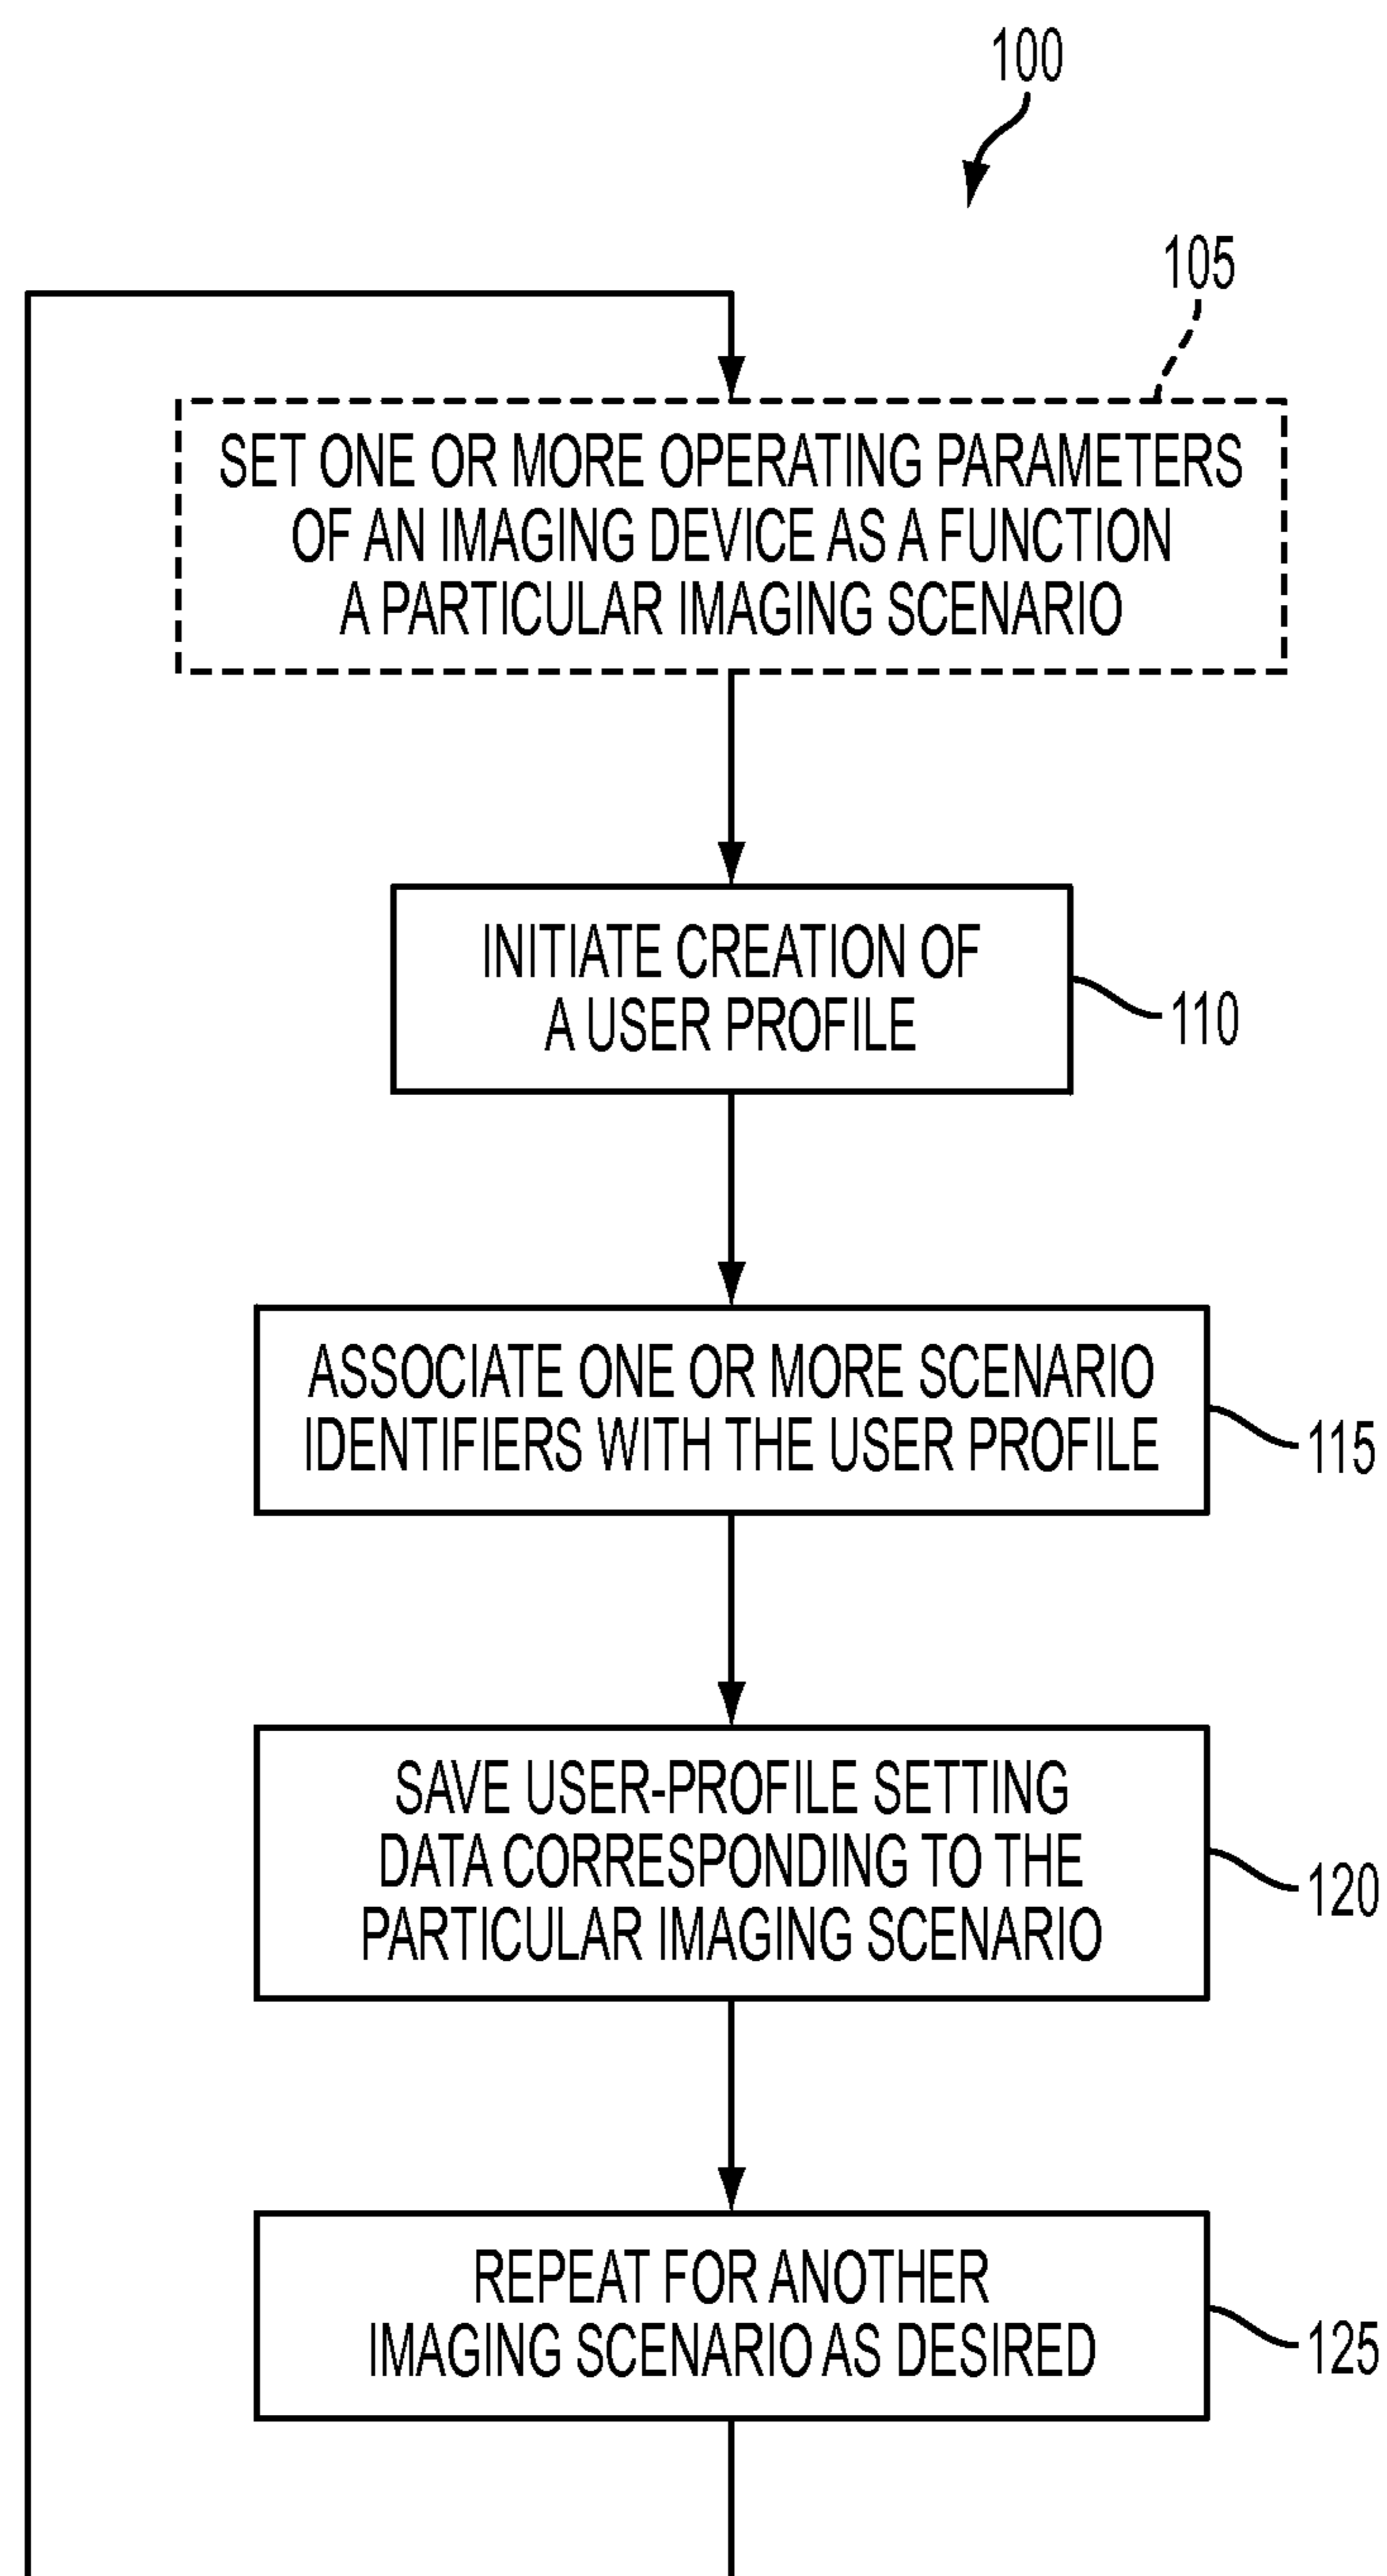 100
105
SET ONE OR MORE OPERATING PARAMETERS
OF AN IMAGING DEVICE AS A FUNCTION
A PARTICULAR IMAGING SCENARIO
INITIATE CREATION OF
A USER PROFILE
110
ASSOCIATE ONE OR MORE SCENARIO
IDENTIFIERS WITH THE USER PROFILE
115
SAVE USER-PROFILE SETTING
DATA CORRESPONDING TO THE
PARTICULAR IMAGING SCENARIO
120
REPEAT FOR ANOTHER
IMAGING SCENARIO AS DESIRED
125